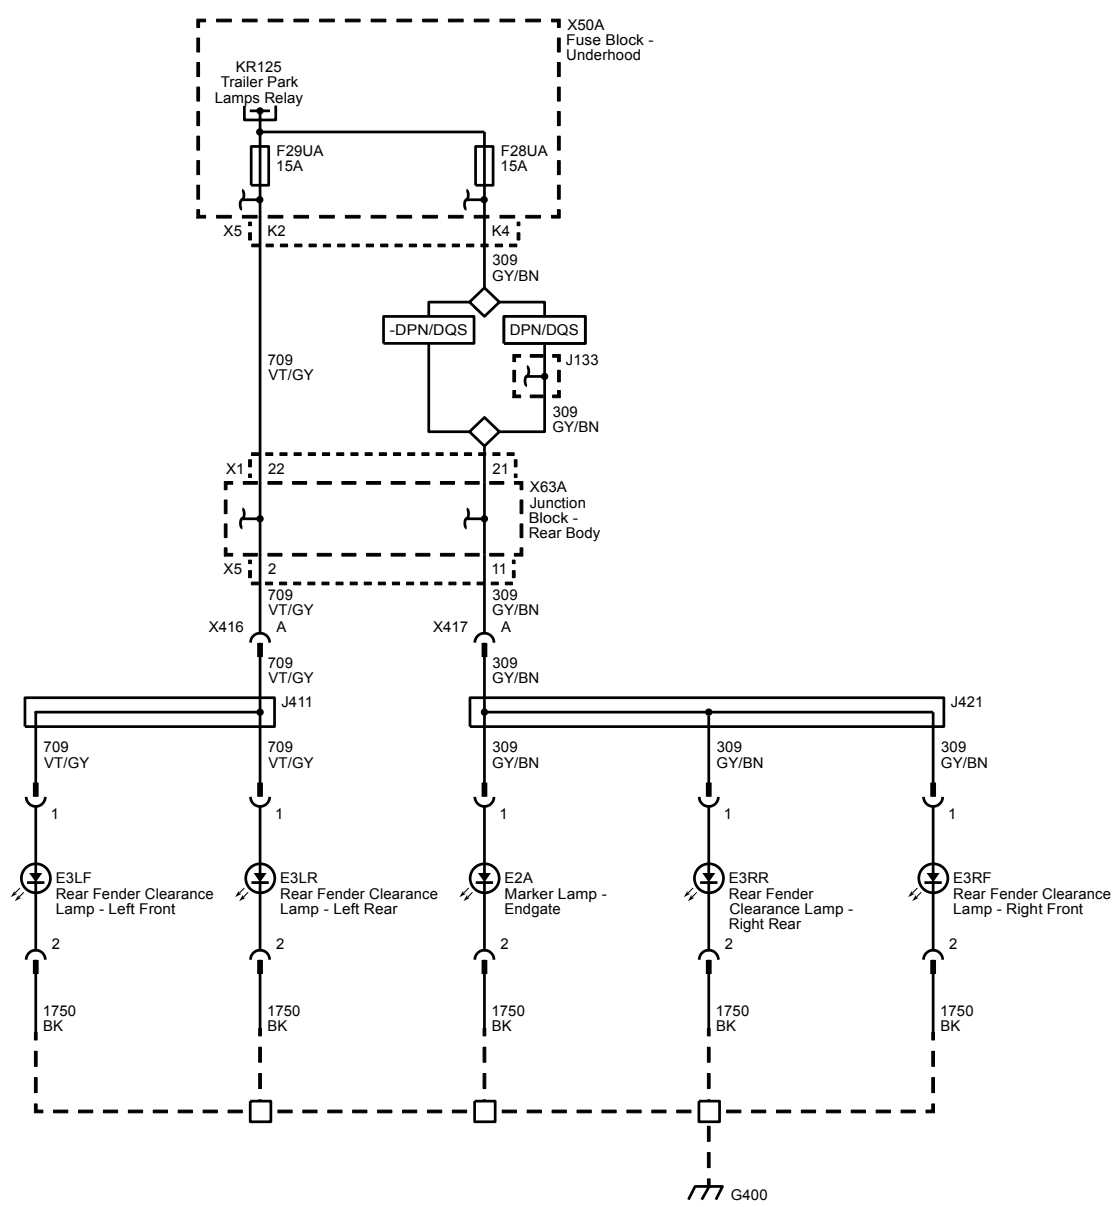 X50A
Fuse Block -
Underhood
KR125
Trailer Park
Lamps Relay
F29UA
15A
F28UA
15A
X5
K2
K4
309
GY/BN
-DPN/DQS
DPN/DQS
J133
709
VT/GY
309
GY/BN
X1
22
21
X63A
Junction
Block -
Rear Body
X5
2
11
709
VT/GY
309
GY/BN
X416
A
X417
A
709
VT/GY
309
GY/BN
J411
J421
709
VT/GY
709
VT/GY
309
GY/BN
309
GY/BN
309
GY/BN
1
1
1
1
1
E3LF
Rear Fender Clearance
Lamp - Left Front
E3LR
Rear Fender Clearance
Lamp - Left Rear
E2A
Marker Lamp -
Endgate
E3RR
Rear Fender
Clearance Lamp -
Right Rear
E3RF
Rear Fender Clearance
Lamp - Right Front
2
2
2
2
2
1750
BK
1750
BK
1750
BK
1750
BK
1750
BK
G400